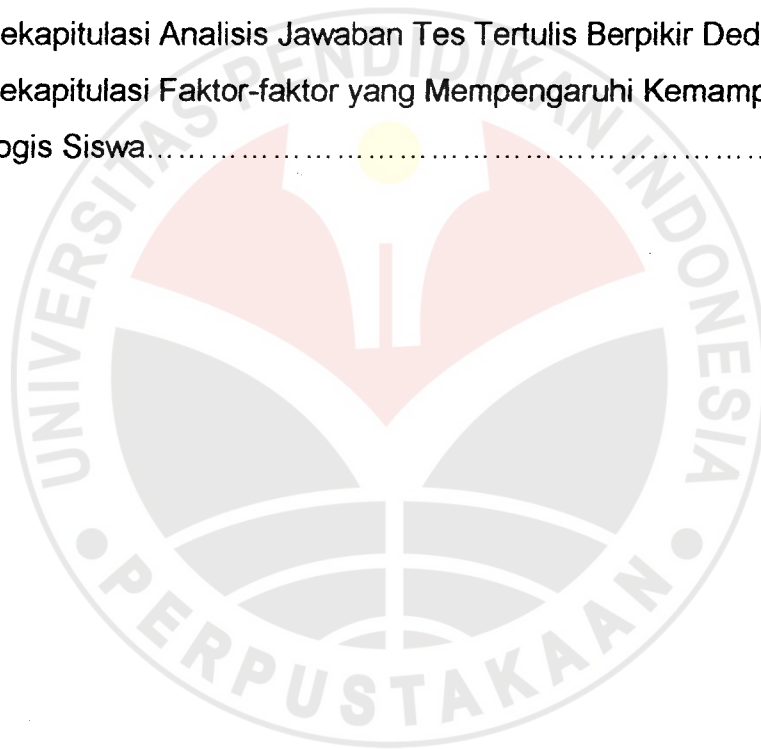 ekapitulasi Analisis Jawaban Tes Tertulis Berpikir Ded
ekapitulasi Faktor-faktor yang Mempengaruhi Kemamp
ogis Siswa..................................................
UNIVERSITAS PENDIDIKAN INDONESIA
PERPUSTAKAAN